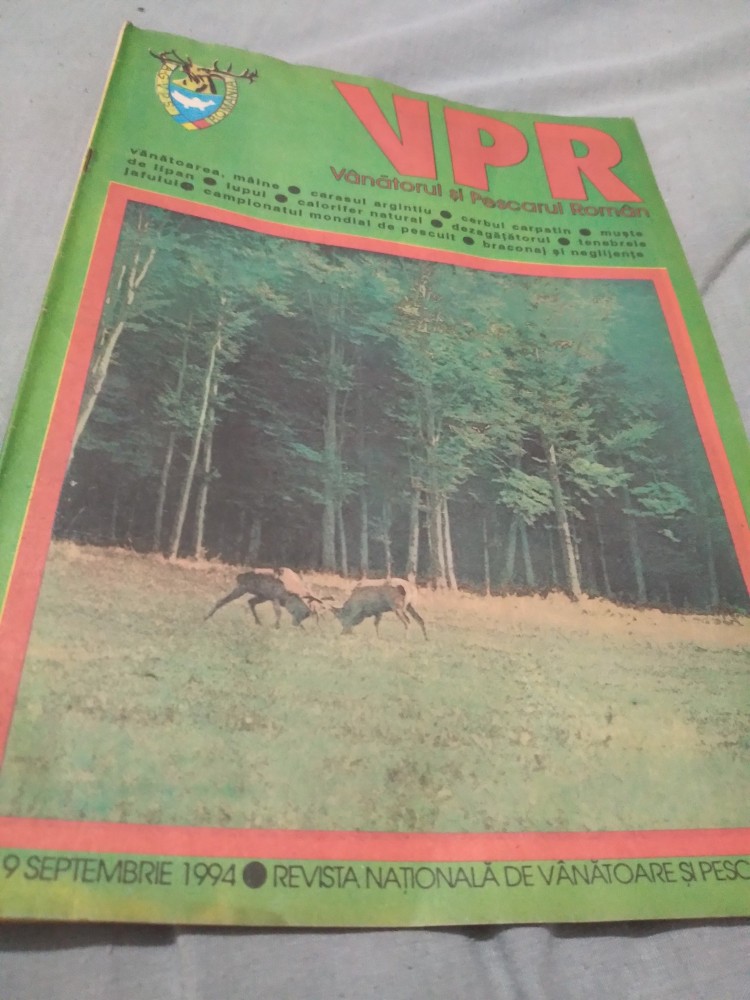 VPR
Vânătorul și Pescarul Român
vânătoarea, mâine ● carasul argintiu ● cerbul carpatin ● muște
de lipan ● lupul ● calorifer natural ● dezagățătorul ● tenebrele
jafului ● campionatul mondial de pescuit ● braconaj și neglijențe
9 SEPTEMBRIE 1994 ● REVISTA NAȚIONALĂ DE VÂNĂTOARE ȘI PESC